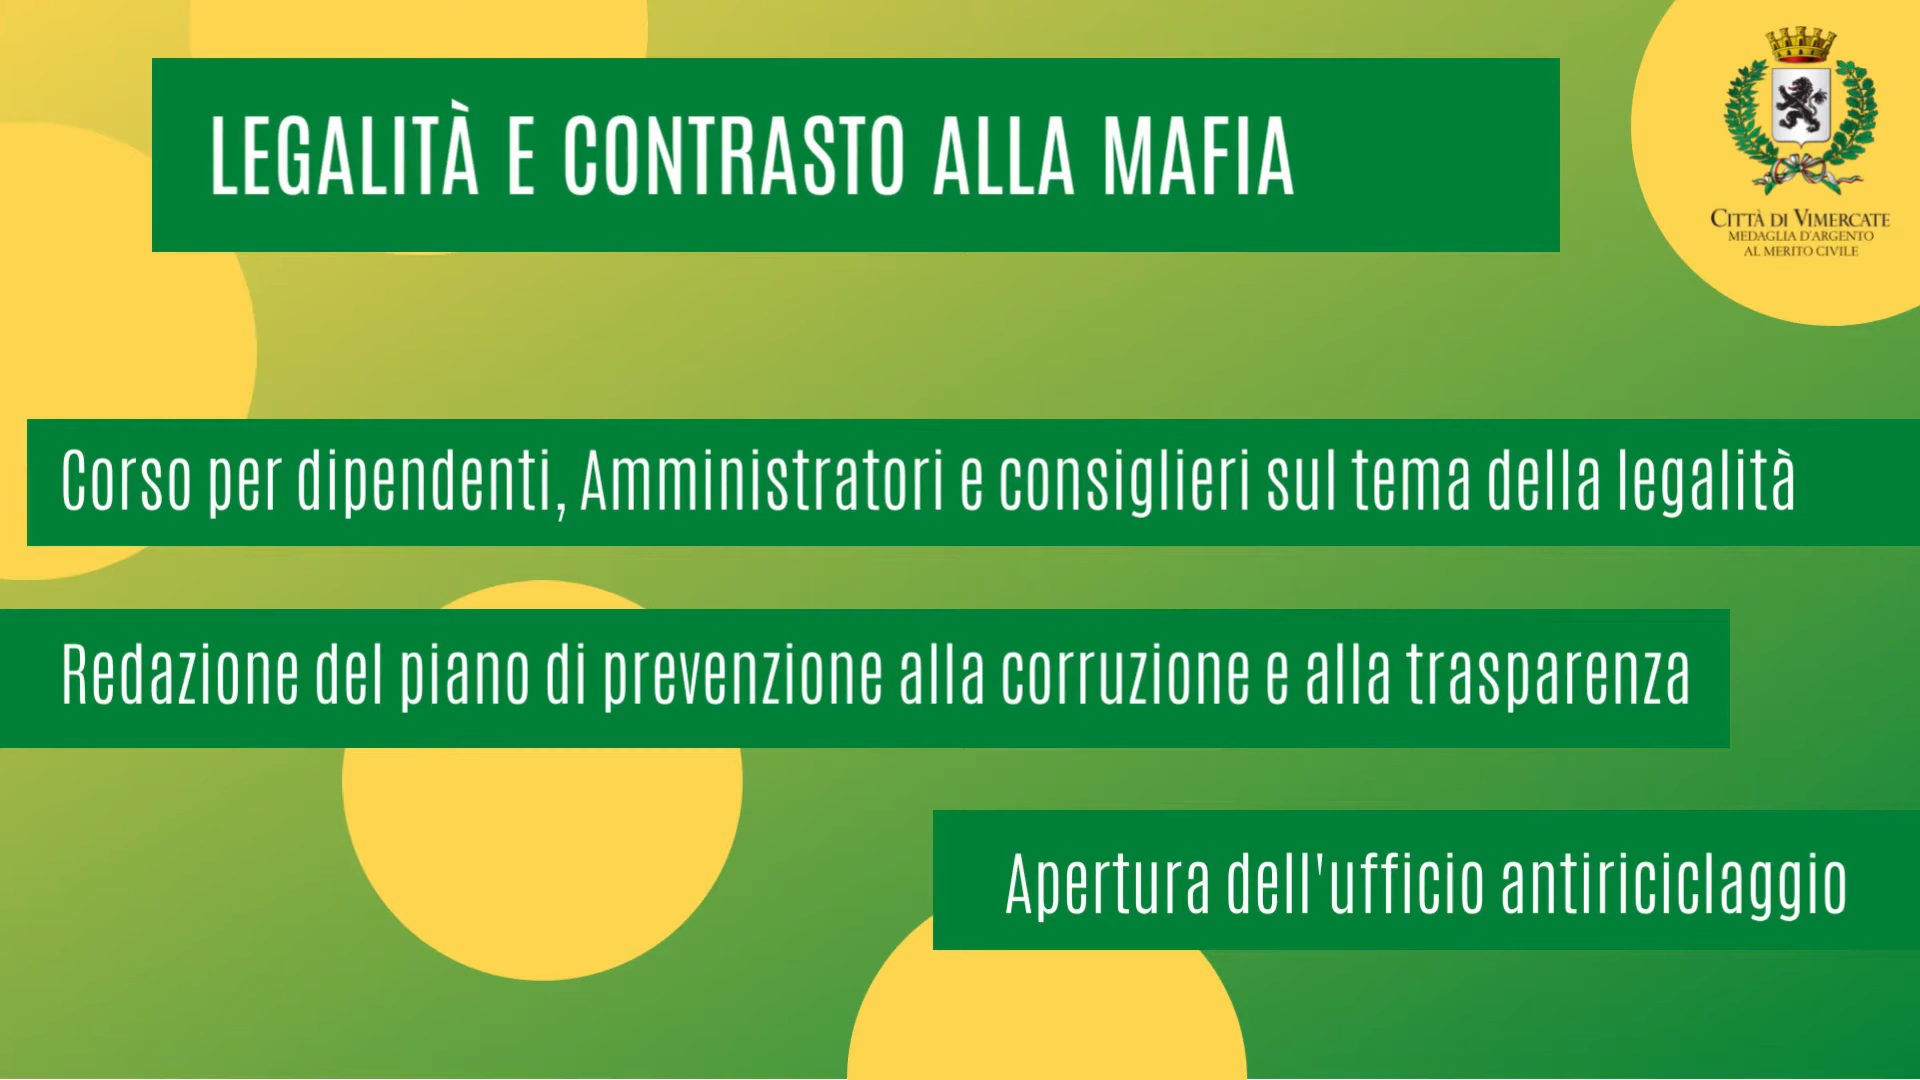 LEGALITÀ E CONTRASTO ALLA MAFIA
CITTÀ DI VIMERCATE
MEDAGLIA D'ARGENTO
AL MERITO CIVILE
Corso per dipendenti, Amministratori e consiglieri sul tema della legalità
Redazione del piano di prevenzione alla corruzione e alla trasparenza
Apertura dell'ufficio antiriciclaggio